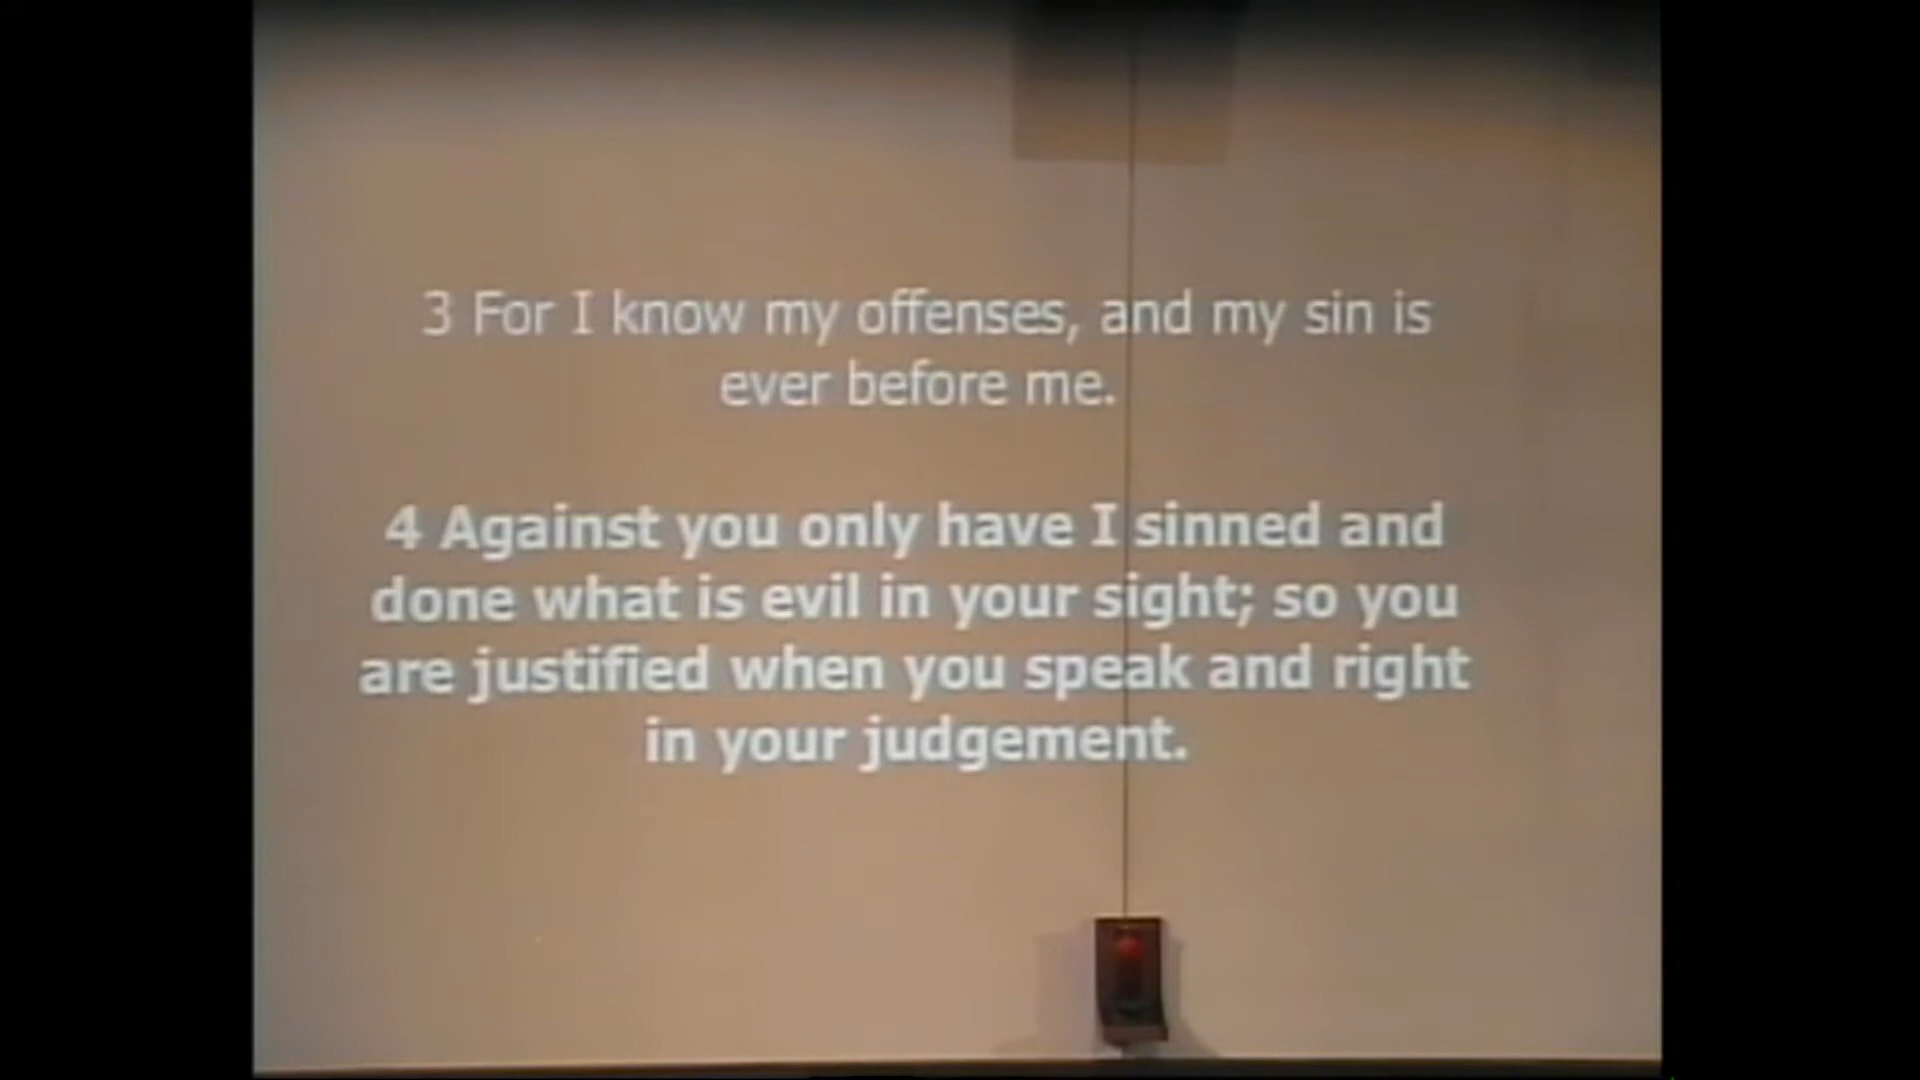 3 For I know my offenses, and my sin is
ever before me.
4 Against you only have I sinned and
done what is evil in your sight; so you
are justified when you speak and right
in your judgement.